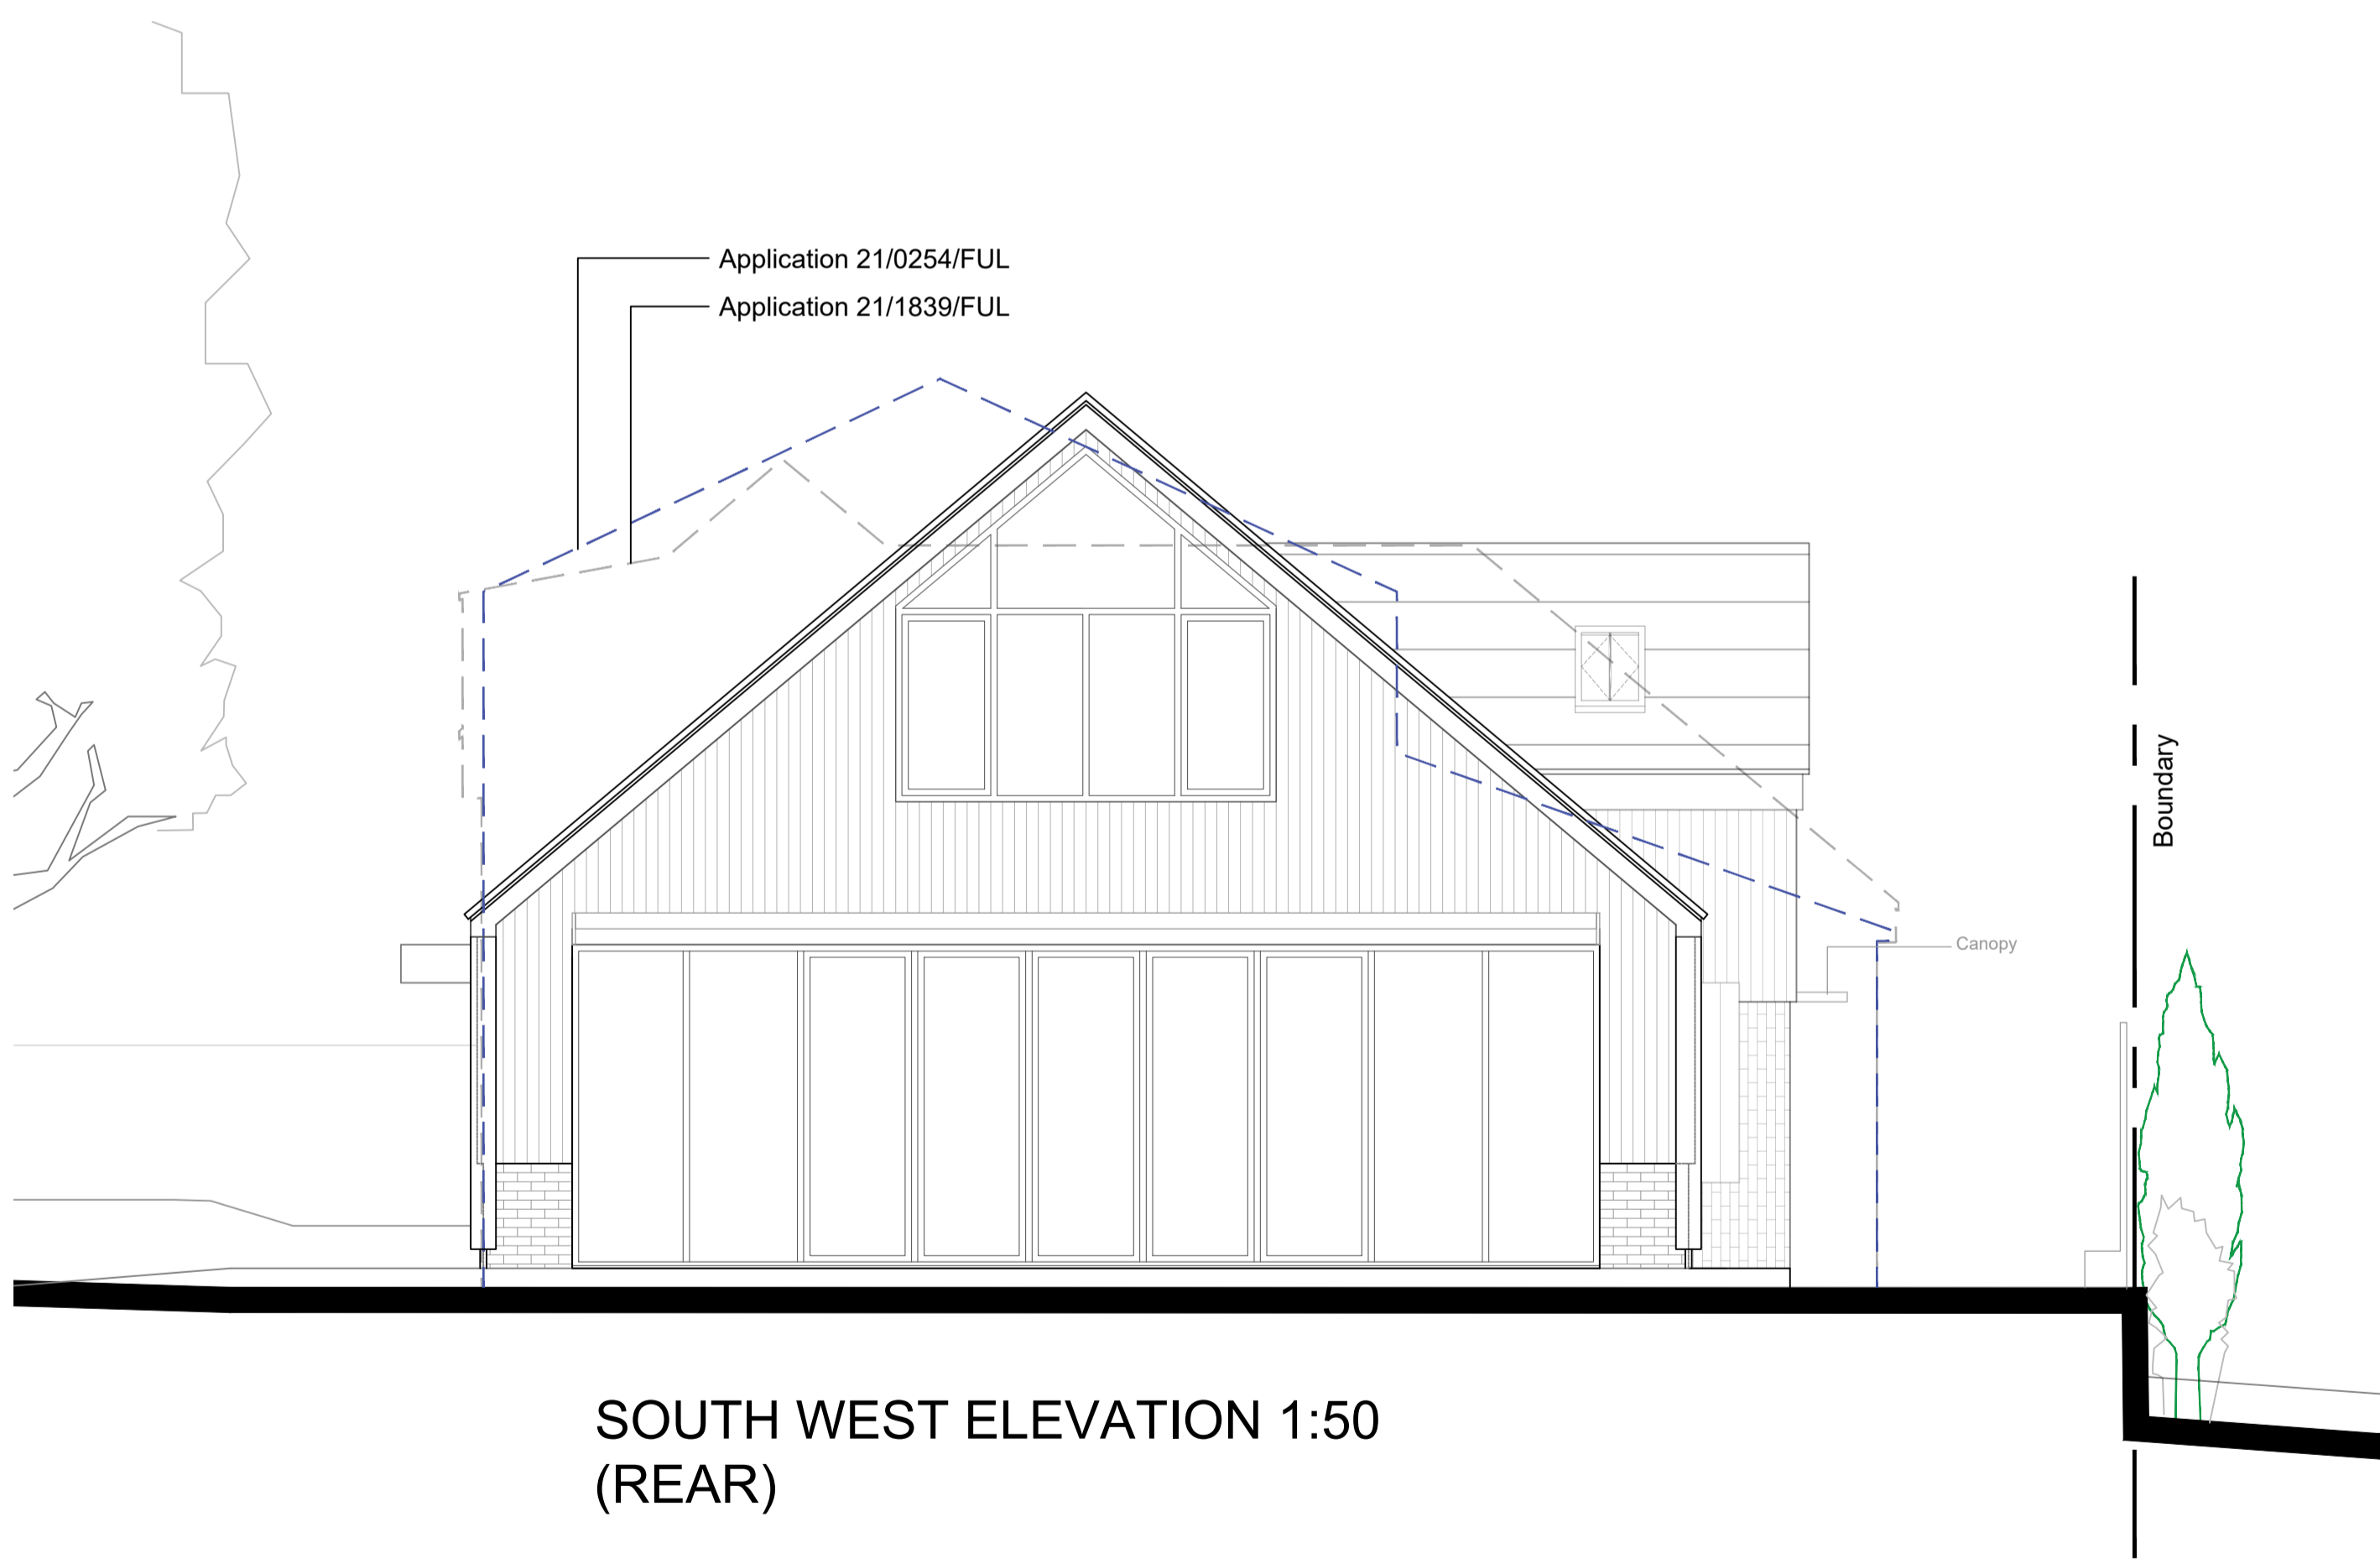 Application 21/0254/FUL
Application 21/1839/FUL
Boundary
Canopy
SOUTH WEST ELEVATION 1:50
(REAR)